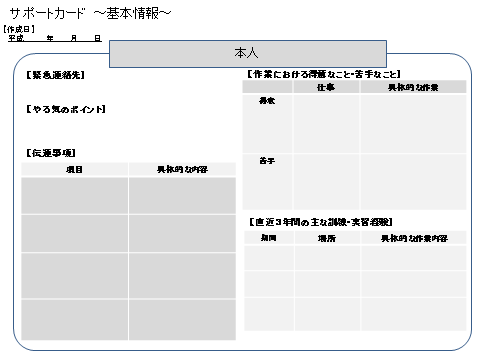 サポートカード ～基本情報～
【作成日】
平成　　年　　月　　日
本人
【緊急連絡先】
【やる気のポイント】
【伝達事項】
項目　具体的な内容
【作業における得意なこと・苦手なこと】
仕事　具体的な作業
得意
苦手
【直近３年間の主な訓練・実習経験】
期間　場所　具体的な作業内容